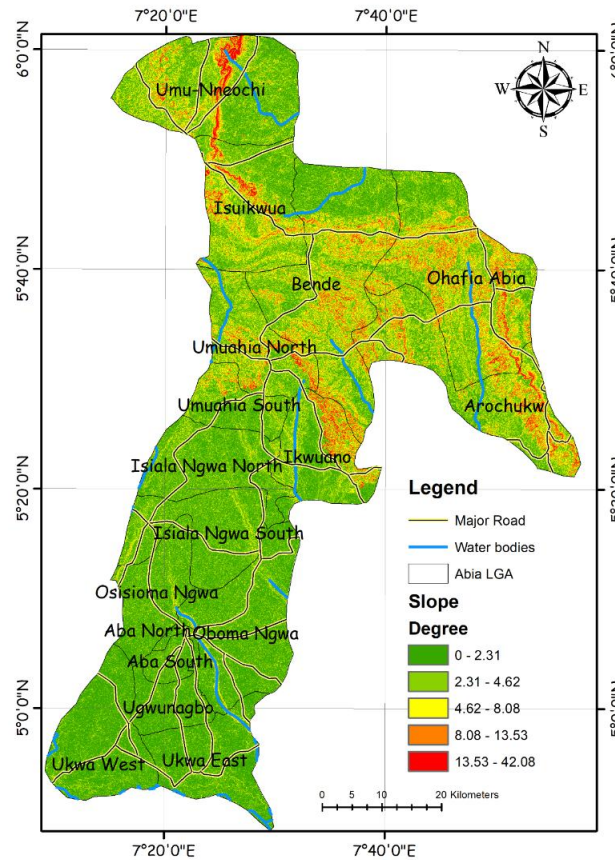 7°20'0"E 7°40'0"E
6°0'0"N
N
W E
S
Umu-Nneochi
Isuikwua
5°40'0"N 5°40'0"N
Ohafia Abia
Bende
Umuahia North
Umuahia South
Arochukw
Ikwuano
Isiala Ngwa North
5°20'0"N
Legend
Major Road
Isiala Ngwa South
Water bodies
Abia LGA
Osisioma Ngwa
Slope
Aba North
Oboma Ngwa
Degree
Aba South
0 - 2.31
2.31 - 4.62
Ugwunagbo
5°0'0"N
4.62 - 8.08
8.08 - 13.53
Ukwa West
Ukwa East
13.53 - 42.08
0 5 10 20 Kilometers
7°20'0"E 7°40'0"E